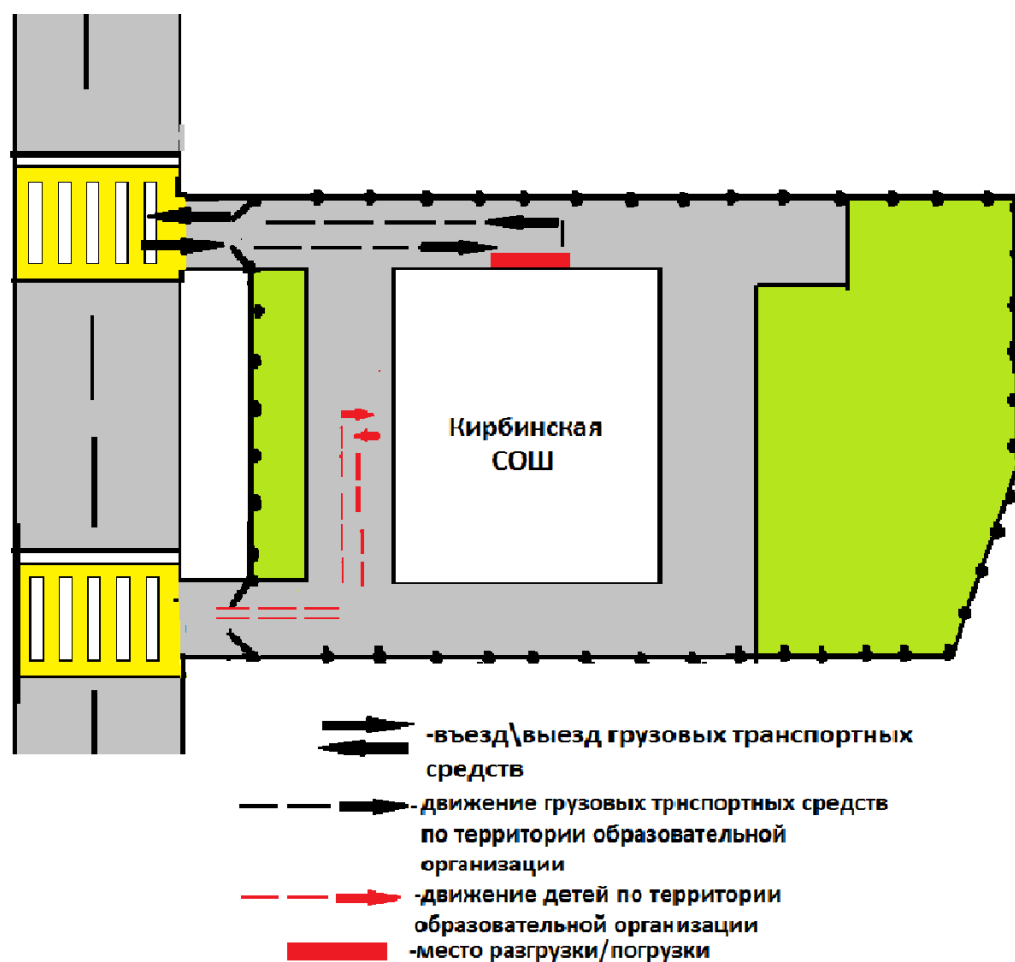 Кирбинская
СОШ
-въезд\выезд грузовых транспортных
средств
- движение грузовых трнспортных средств
по территории образовательной
организации
-движение детей по территории
образовательной организации
-место разгрузки/погрузки